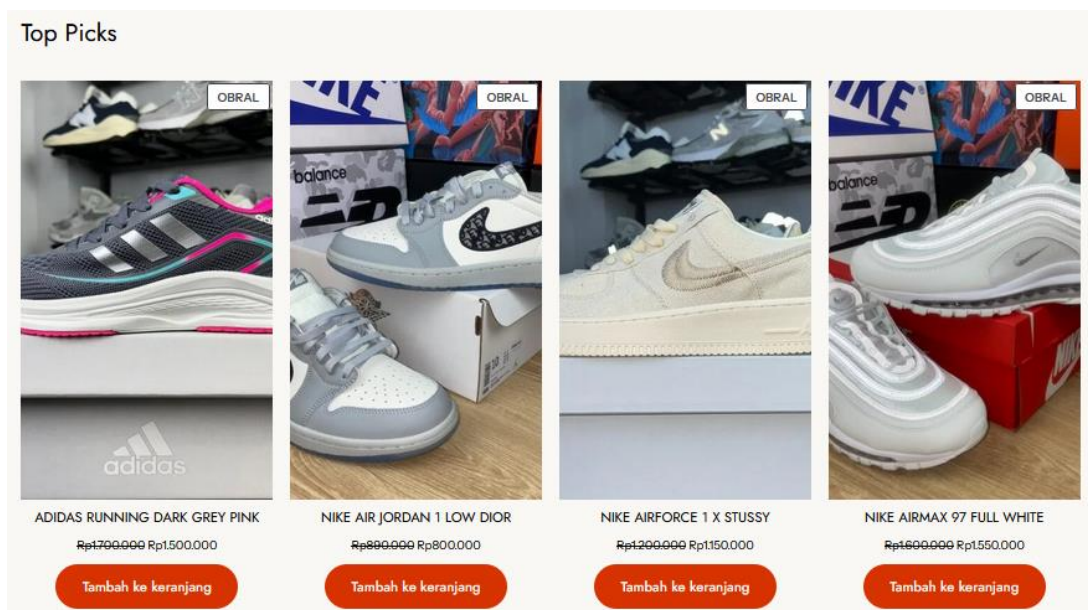 Top Picks
OBRAL
OBRAL
OBRAL
OBRAL
balance
N
balance
adidas
ADIDAS RUNNING DARK GREY PINK
NIKE AIR JORDAN 1 LOW DIOR
NIKE AIRFORCE 1 X STUSSY
NIKE AIRMAX 97 FULL WHITE
Rp1.700.000 Rp1.500.000
Rp890.000 Rp800.000
Rp1.200.000 Rp1.150.000
Rp1.600.000 Rp1.550.000
Tambah ke keranjang
Tambah ke keranjang
Tambah ke keranjang
Tambah ke keranjang